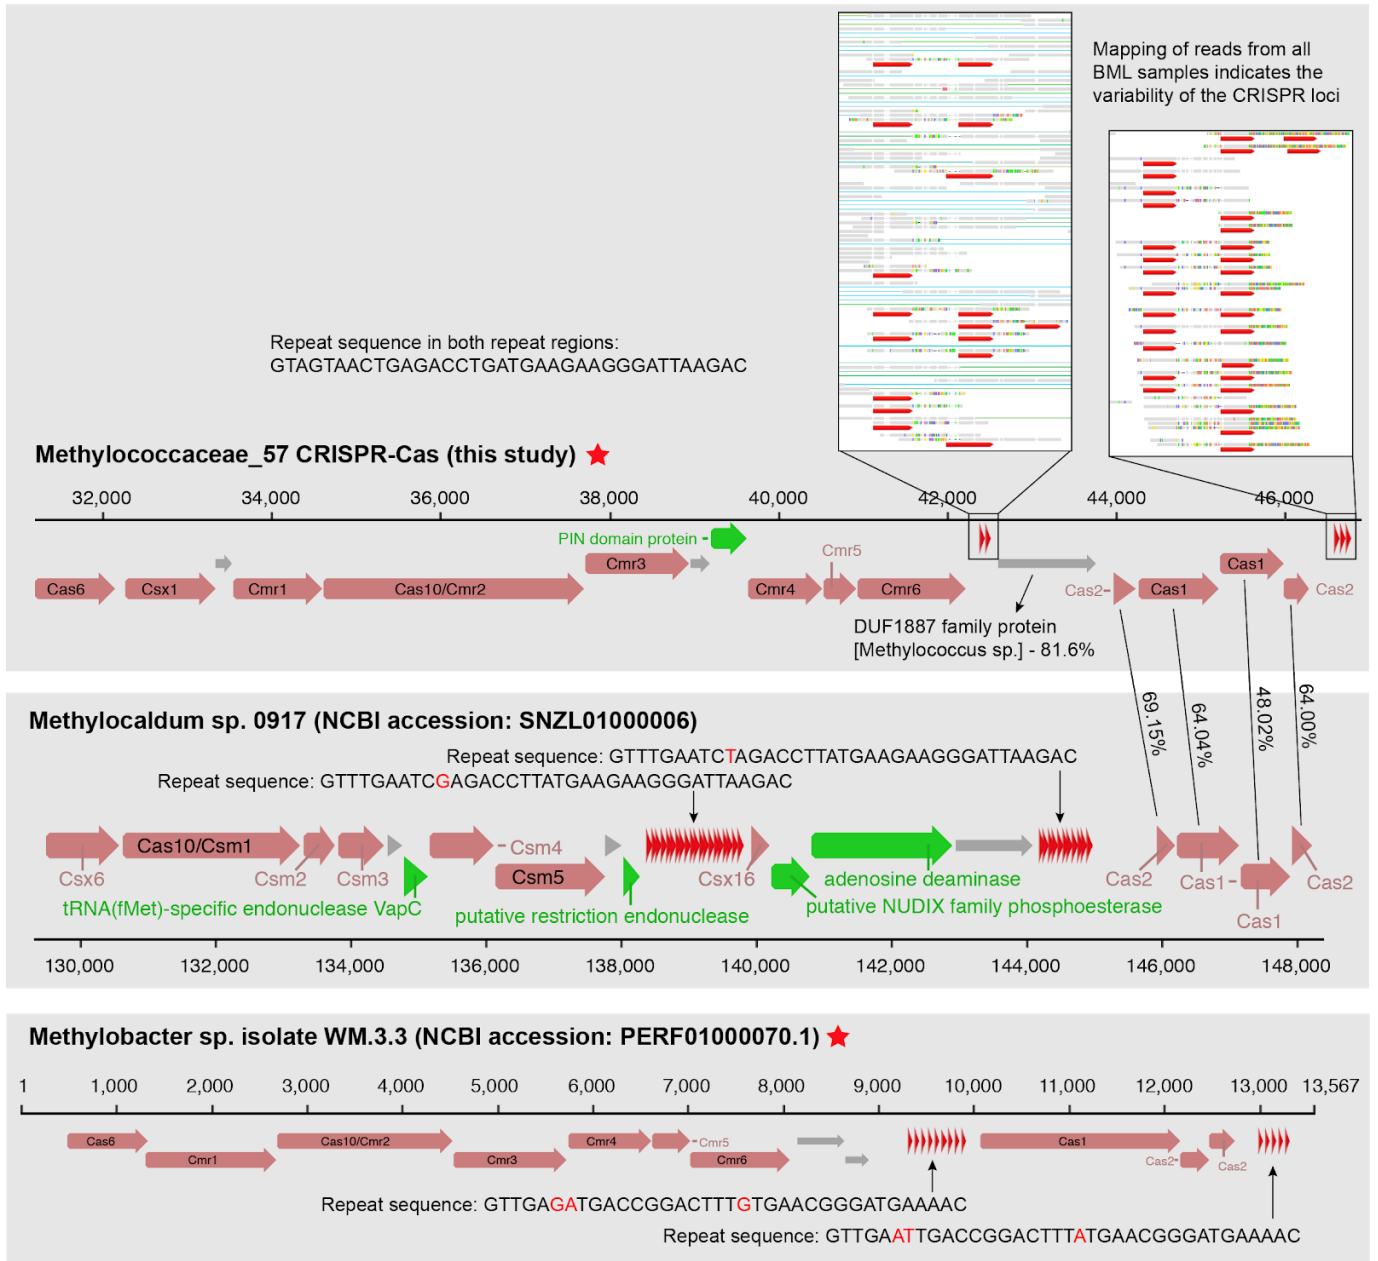 Mapping of reads from all
BML samples indicates the
variability of the CRISPR loci
Repeat sequence in both repeat regions:
GTAGTAACTGAGACCTGATGAAGAAGGGATTAAGAC
Methylococcaceae_57 CRISPR-Cas (this study)
32,000 34,000 36,000 38,000 40,000 42,000 44,000 46,000
PIN domain protein
Cmr3 Cmr5 Cas1
Cas6 Csx1 Cmr1 Cas10/Cmr2 Cmr4 Cmr6 Cas2 Cas1 Cas2
DUF1887 family protein
[Methylococcus sp.] - 81.6%
69.15% 64.04% 48.02% 64.00%
Methylocaldum sp. 0917 (NCBI accession: SNZL01000006)
Repeat sequence: GTTTGAATCTAGACCTTATGAAGAAGGGATTAAGAC
Repeat sequence: GTTTGAATCGAGACCTTATGAAGAAGGGATTAAGAC
Cas10/Csm1 Csm4
Csx6 Csm2 Csm3 Csm5 Csx16 adenosine deaminase Cas2 Cas1 Cas2
tRNA(fMet)-specific endonuclease VapC putative restriction endonuclease putative NUDIX family phosphoesterase Cas1
130,000 132,000 134,000 136,000 138,000 140,000 142,000 144,000 146,000 148,000
Methylobacter sp. isolate WM.3.3 (NCBI accession: PERF01000070.1)
1 1,000 2,000 3,000 4,000 5,000 6,000 7,000 8,000 9,000 10,000 11,000 12,000 13,000 13,567
Cas6 Cas10/Cmr2 Cmr4 Cmr5 Cas1
Cmr1 Cmr3 Cmr6 Cas2 Cas2
Repeat sequence: GTTGAGATGACCGGACTTTGTGAACGGGATGAAAAC
Repeat sequence: GTTGAATTGACCGGACTTTATGAACGGGATGAAAAC